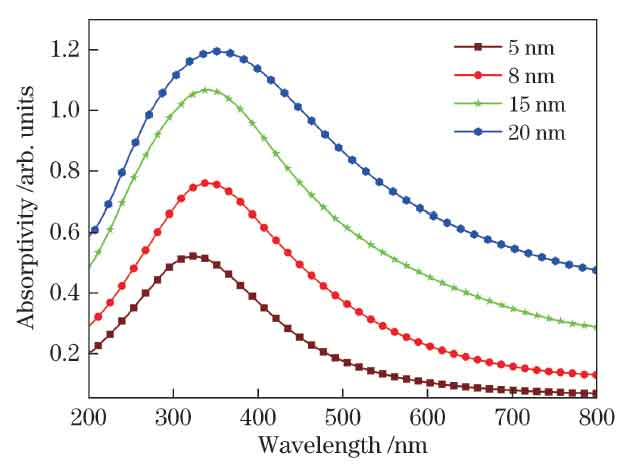 Absorptivity /arb. units
1.2
1.0
0.8
0.6
0.4
0.2
5 nm
8 nm
15 nm
20 nm
200 300 400 500 600 700 800
Wavelength /nm